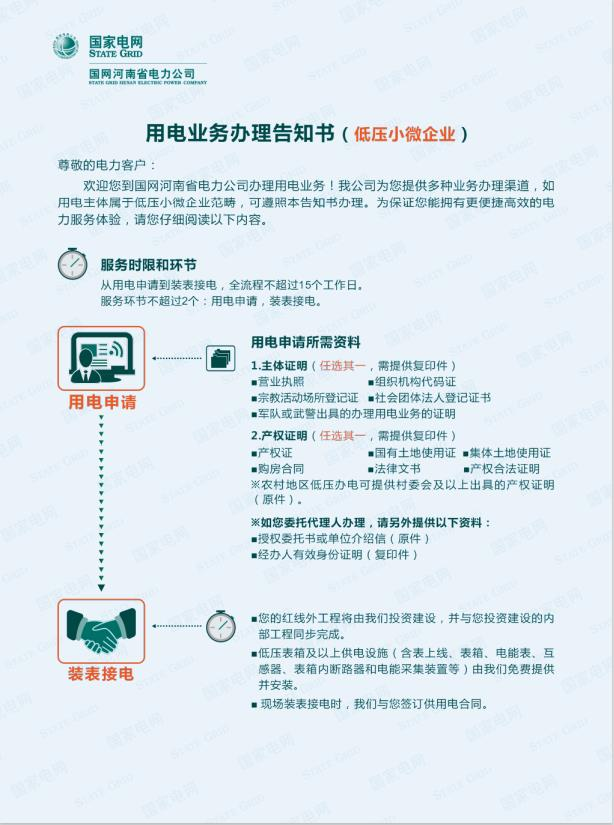 国家电网
STATE GRID
国网河南省电力公司
STATE GRID HENAN ELECTRIC POWER COMPANY
用电业务办理告知书（低压小微企业）
尊敬的电力客户：
欢迎您到国网河南省电力公司办理用电业务！我公司为您提供多种业务办理渠道，如
用电主体属于低压小微企业范畴，可遵照本告知书办理。为保证您能拥有更便捷高效的电
力服务体验，请您仔细阅读以下内容。
服务时限和环节
从用电申请到装表接电，全流程不超过15个工作日。
服务环节不超过2个：用电申请，装表接电。
用电申请
用电申请所需资料
1.主体证明（任选其一，需提供复印件）
■营业执照 ■组织机构代码证
■宗教活动场所登记证 ■社会团体法人登记证书
■军队或武警出具的办理用电业务的证明
2.产权证明（任选其一，需提供复印件）
■产权证 ■国有土地使用证 ■集体土地使用证
■购房合同 ■法律文书 ■产权合法证明
※农村地区低压办电可提供村委会及以上出具的产权证明
（原件）。
※如您委托代理人办理，请另外提供以下资料：
■授权委托书或单位介绍信（原件）
■经办人有效身份证明（复印件）
装表接电
■您的红线外工程将由我们投资建设，并与您投资建设的内
部工程同步完成。
■低压表箱及以上供电设施（含表上线、表箱、电能表、互
感器、表箱内断路器和电能采集装置等）由我们免费提供
并安装。
■ 现场装表接电时，我们与您签订供用电合同。